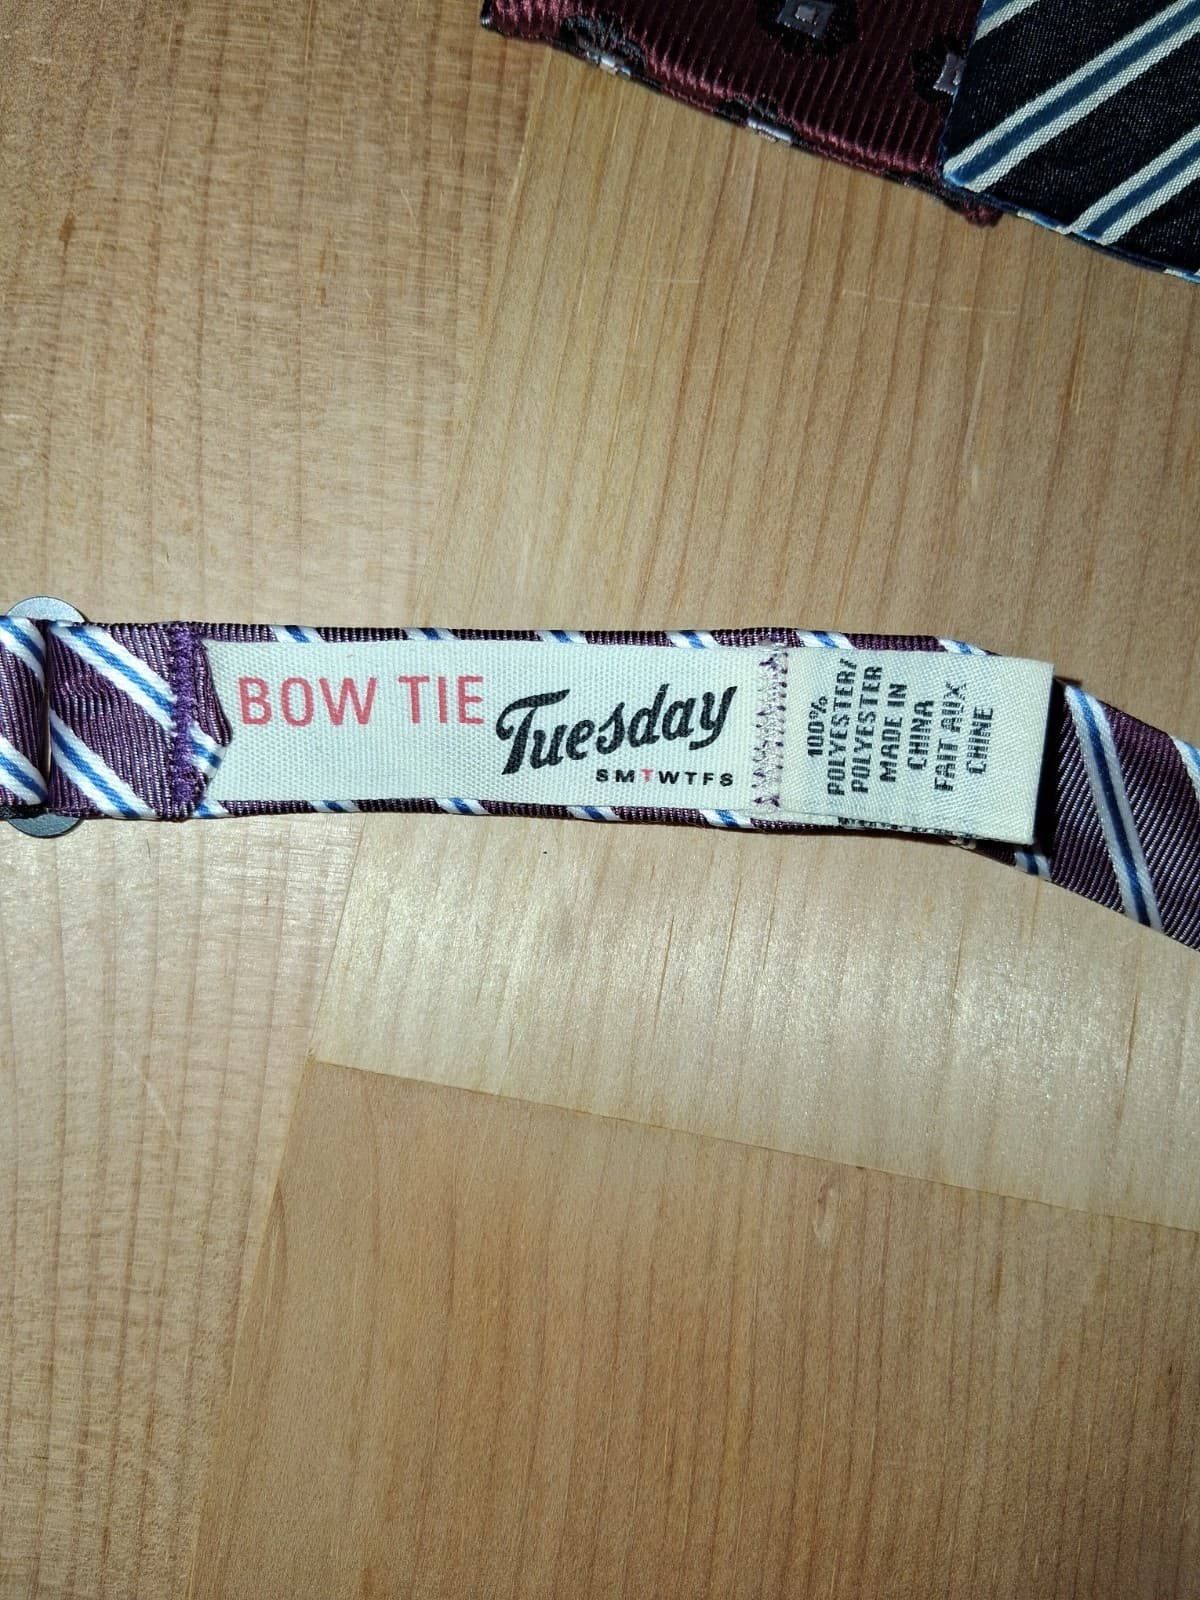 BOW TIE
Tuesday
SMTWTFS
100%
POLYESTER/
POLYESTER
MADE IN
CHINA
FAIT AUX
CHINE